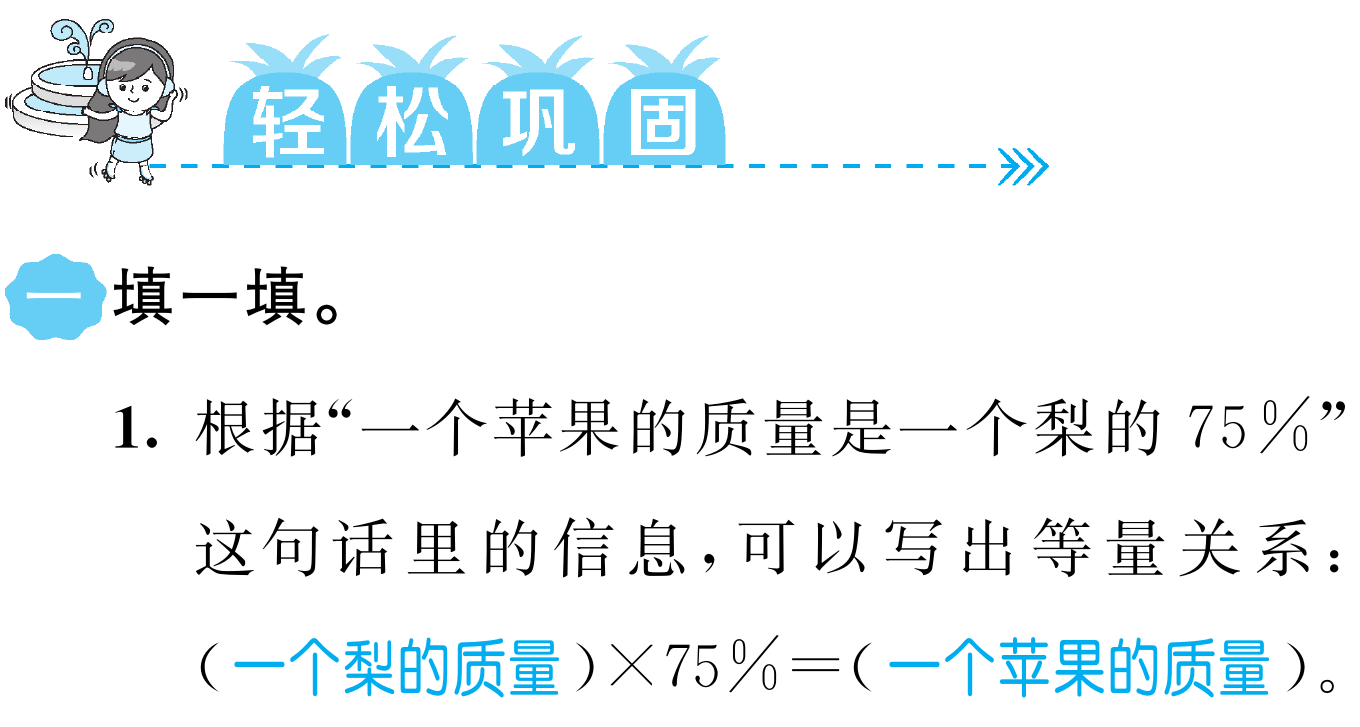 轻松巩固
一 填一填。
1. 根据“一个苹果的质量是一个梨的 75%”
这句话里的信息,可以写出等量关系:
(一个梨的质量)×75%=(一个苹果的质量)。